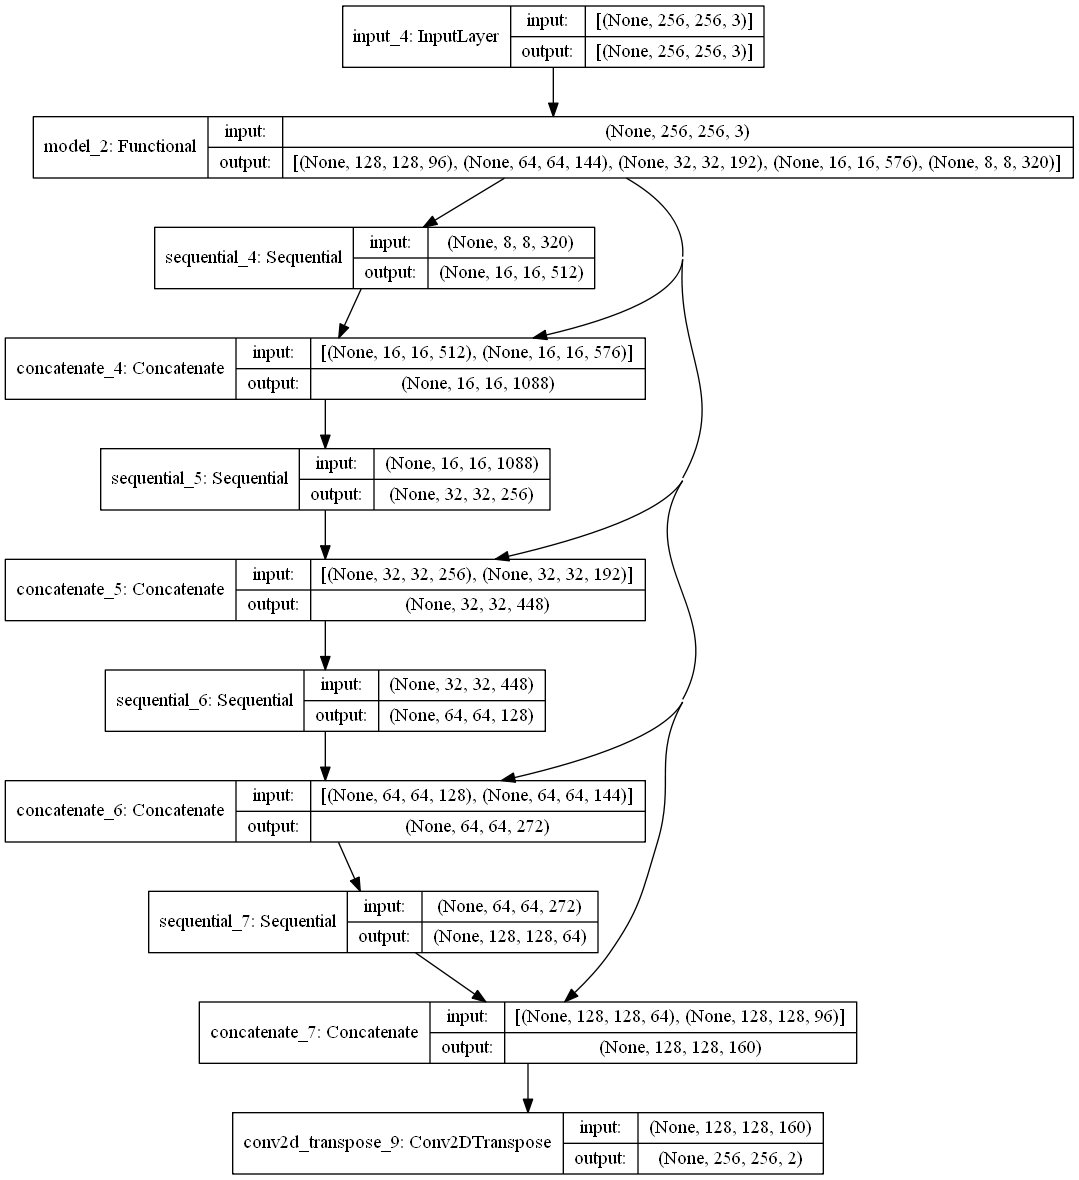 input_4: InputLayer
input: [(None, 256, 256, 3)]
output: [(None, 256, 256, 3)]
model_2: Functional
input: (None, 256, 256, 3)
output: [(None, 128, 128, 96), (None, 64, 64, 144), (None, 32, 32, 192), (None, 16, 16, 576), (None, 8, 8, 320)]
sequential_4: Sequential
input: (None, 8, 8, 320)
output: (None, 16, 16, 512)
concatenate_4: Concatenate
input: [(None, 16, 16, 512), (None, 16, 16, 576)]
output: (None, 16, 16, 1088)
sequential_5: Sequential
input: (None, 16, 16, 1088)
output: (None, 32, 32, 256)
concatenate_5: Concatenate
input: [(None, 32, 32, 256), (None, 32, 32, 192)]
output: (None, 32, 32, 448)
sequential_6: Sequential
input: (None, 32, 32, 448)
output: (None, 64, 64, 128)
concatenate_6: Concatenate
input: [(None, 64, 64, 128), (None, 64, 64, 144)]
output: (None, 64, 64, 272)
sequential_7: Sequential
input: (None, 64, 64, 272)
output: (None, 128, 128, 64)
concatenate_7: Concatenate
input: [(None, 128, 128, 64), (None, 128, 128, 96)]
output: (None, 128, 128, 160)
conv2d_transpose_9: Conv2DTranspose
input: (None, 128, 128, 160)
output: (None, 256, 256, 2)